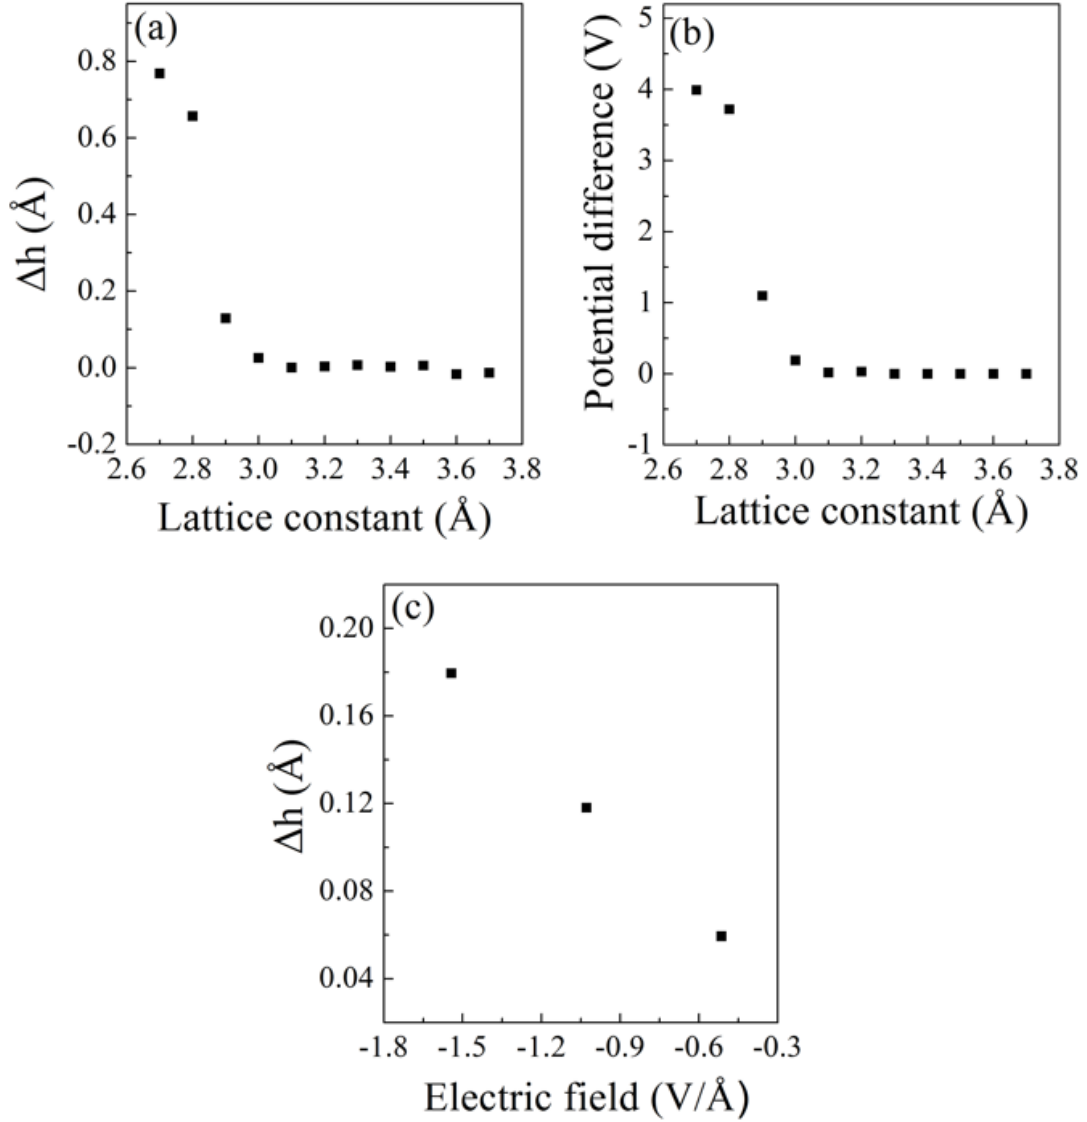 (a)
0.8
0.6
0.4
0.2
0.0
-0.2
Δh (Å)
2.6 2.8 3.0 3.2 3.4 3.6 3.8
Lattice constant (Å)
(b)
5
4
3
2
1
0
-1
Potential difference (V)
2.6 2.8 3.0 3.2 3.4 3.6 3.8
Lattice constant (Å)
(c)
0.20
0.16
0.12
0.08
0.04
Δh (Å)
-1.8 -1.5 -1.2 -0.9 -0.6 -0.3
Electric field (V/Å)